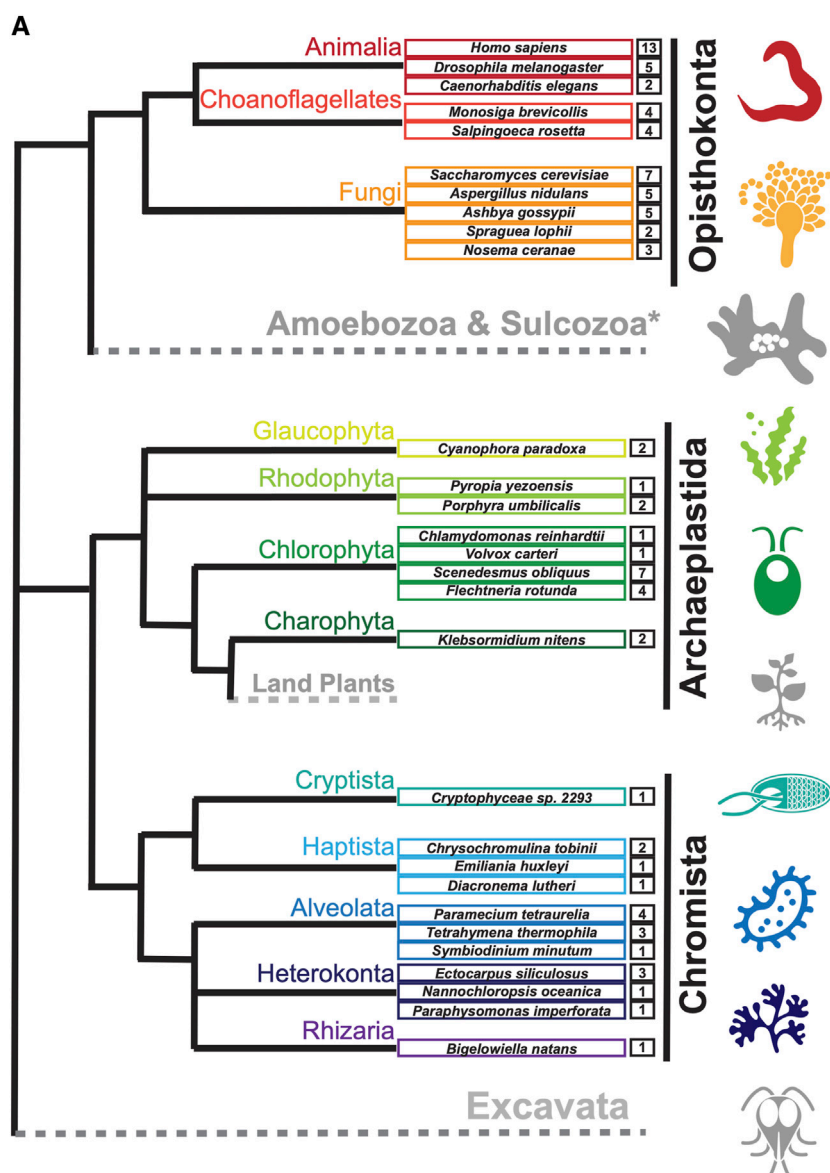 A
Animalia
Homo sapiens 13
Drosophila melanogaster 5
Caenorhabditis elegans 2
Choanoflagellates
Monosiga brevicollis 4
Salpingoeca rosetta 4
Fungi
Saccharomyces cerevisiae 7
Aspergillus nidulans 5
Ashbya gossypii 5
Spraguea lophii 2
Nosema ceranae 3
Opisthokonta
Amoebozoa & Sulcozoa*
Glaucophyta
Cyanophora paradoxa 2
Rhodophyta
Pyropia yezoensis 1
Porphyra umbilicalis 2
Chlorophyta
Chlamydomonas reinhardtii 1
Volvox carteri 1
Scenedesmus obliquus 7
Flechtneria rotunda 4
Charophyta
Klebsormidium nitens 2
Land Plants
Archaeplastida
Cryptista
Cryptophyceae sp. 2293 1
Haptista
Chrysochromulina tobinii 2
Emiliania huxleyi 1
Diacronema lutheri 1
Alveolata
Paramecium tetraurelia 4
Tetrahymena thermophila 3
Symbiodinium minutum 1
Heterokonta
Ectocarpus siliculosus 3
Nannochloropsis oceanica 1
Paraphysomonas imperforata 1
Rhizaria
Bigelowiella natans 1
Chromista
Excavata